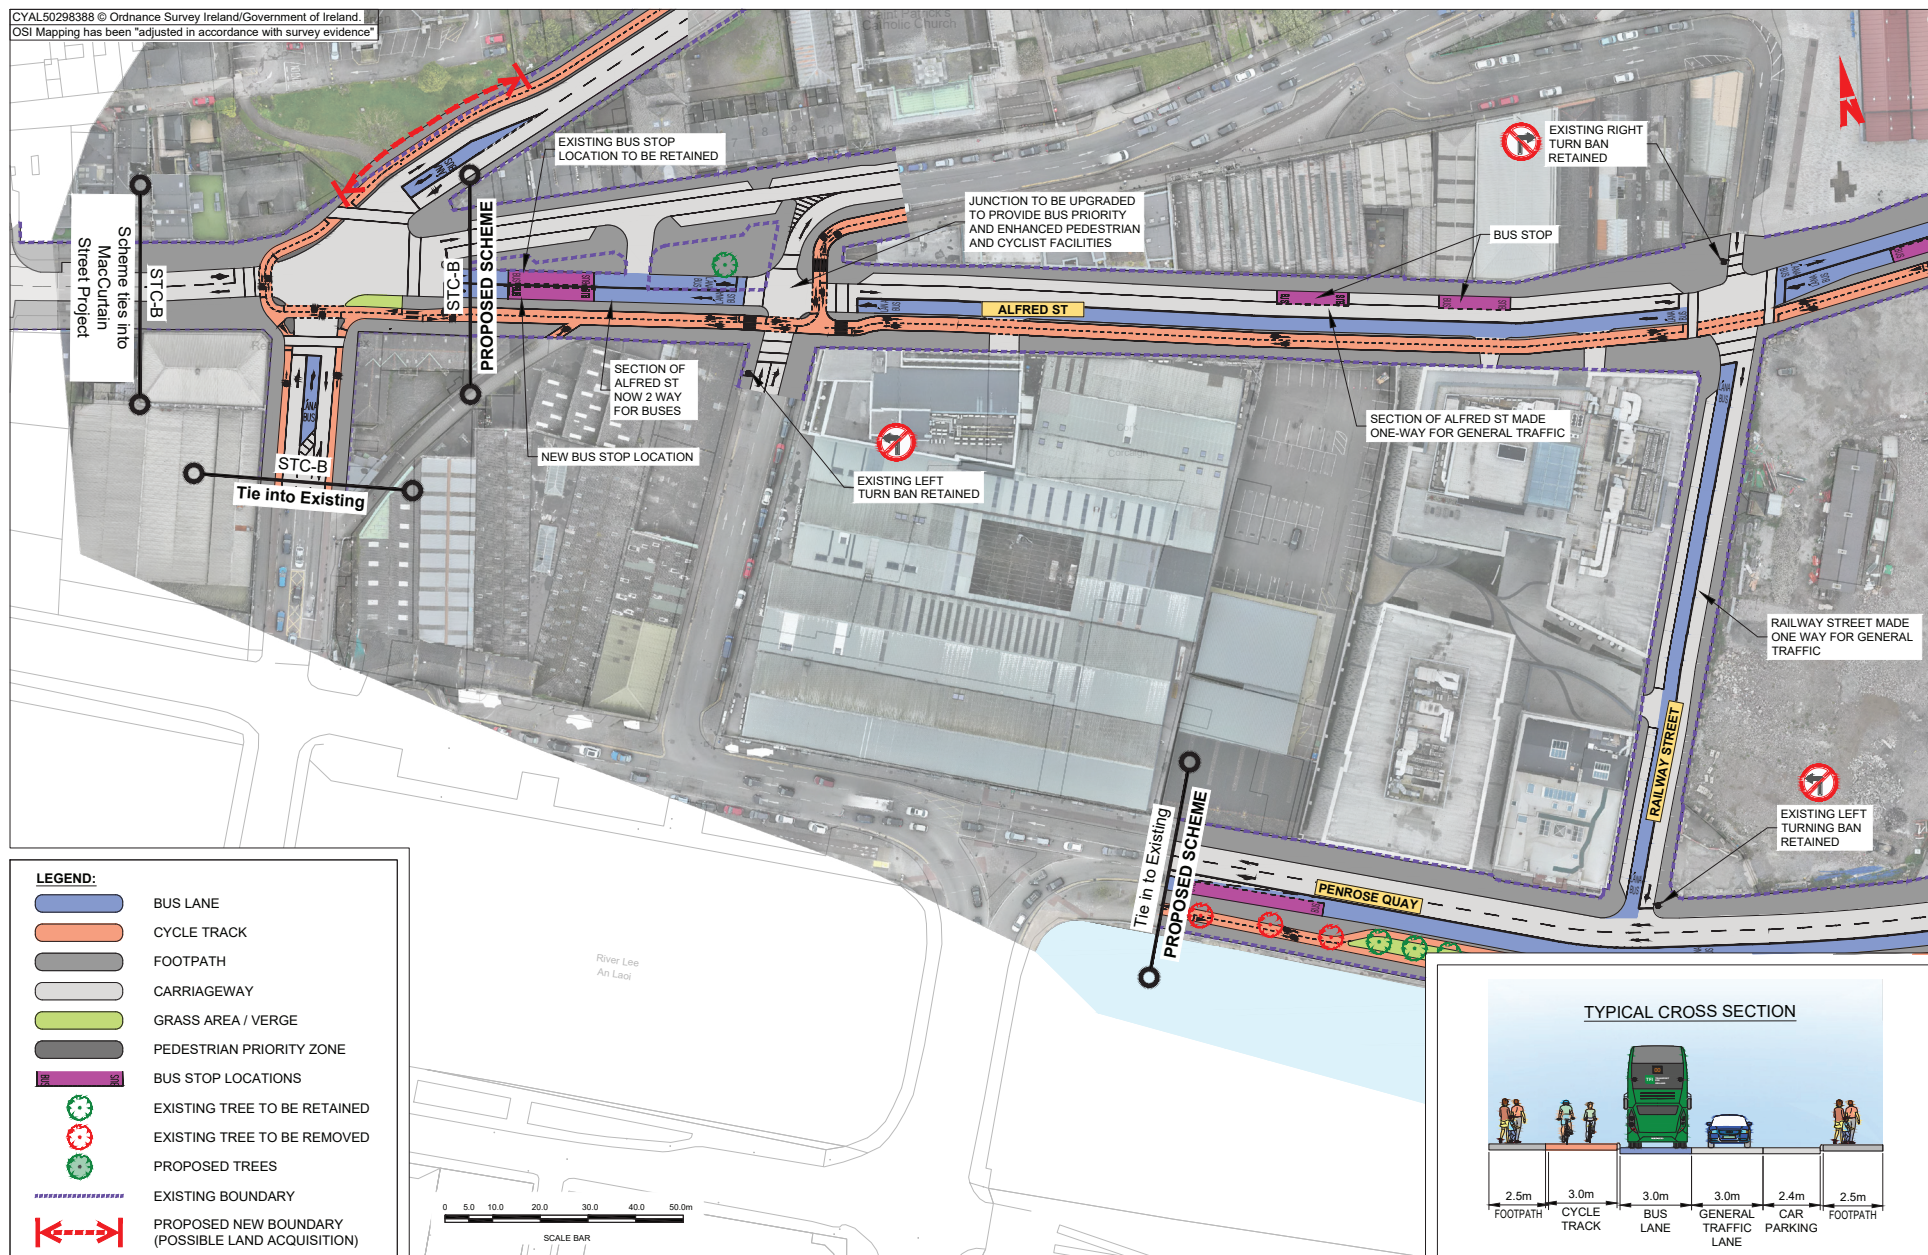 CYAL50298388 © Ordnance Survey Ireland/Government of Ireland.
OSI Mapping has been "adjusted in accordance with survey evidence"
Saint Patrick's
Catholic Church
EXISTING BUS STOP
LOCATION TO BE RETAINED
JUNCTION TO BE UPGRADED
TO PROVIDE BUS PRIORITY
AND ENHANCED PEDESTRIAN
AND CYCLIST FACILITIES
EXISTING RIGHT
TURN BAN
RETAINED
BUS STOP
N
Scheme ties into
MacCurtain
Street Project
STC-B
STC-B
PROPOSED SCHEME
ALFRED ST
SECTION OF
ALFRED ST
NOW 2 WAY
FOR BUSES
NEW BUS STOP LOCATION
EXISTING LEFT
TURN BAN RETAINED
SECTION OF ALFRED ST MADE
ONE-WAY FOR GENERAL TRAFFIC
LÁNA
BUS
STC-B
Tie into Existing
RAILWAY STREET MADE
ONE WAY FOR GENERAL
TRAFFIC
RAILWAY STREET
EXISTING LEFT
TURNING BAN
RETAINED
Tie in to Existing
PROPOSED SCHEME
PENROSE QUAY
River Lee
An Laoi
LEGEND:
BUS LANE
CYCLE TRACK
FOOTPATH
CARRIAGEWAY
GRASS AREA / VERGE
PEDESTRIAN PRIORITY ZONE
BUS STOP LOCATIONS
EXISTING TREE TO BE RETAINED
EXISTING TREE TO BE REMOVED
PROPOSED TREES
EXISTING BOUNDARY
PROPOSED NEW BOUNDARY
(POSSIBLE LAND ACQUISITION)
0 5.0 10.0 20.0 30.0 40.0 50.0m
SCALE BAR
TYPICAL CROSS SECTION
2.5m 3.0m 3.0m 3.0m 2.4m 2.5m
FOOTPATH
CYCLE
TRACK
BUS
LANE
GENERAL
TRAFFIC
LANE
CAR
PARKING
FOOTPATH